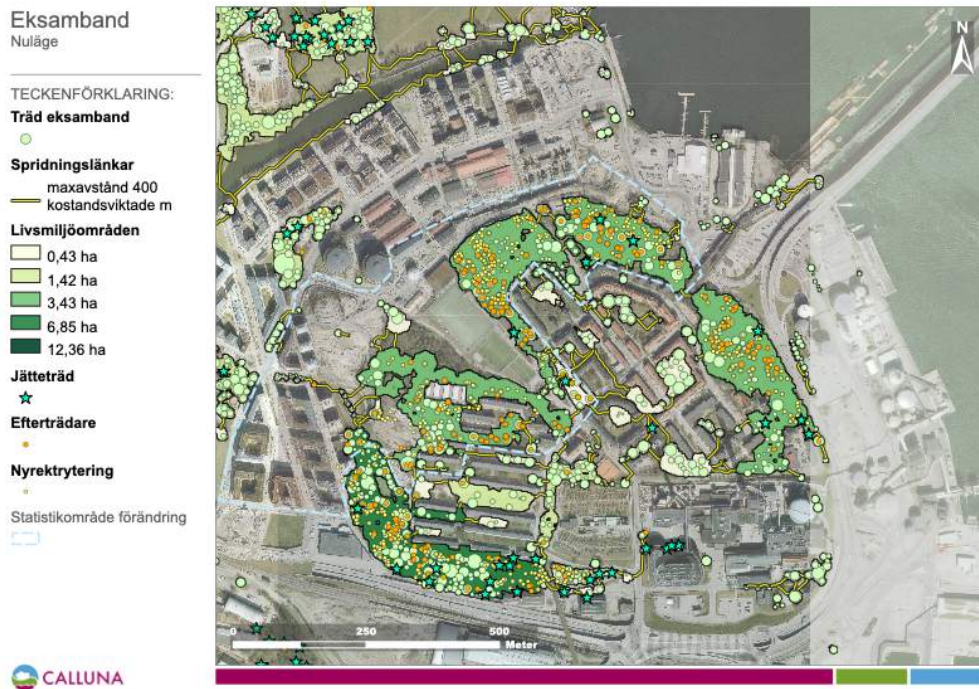 Eksamband
Nuläge
TECKENFÖRKLARING:
Träd eksamband
Spridningslänkar
maxavstånd 400
kostandsviktade m
Livsmiljöområden
0,43 ha
1,42 ha
3,43 ha
6,85 ha
12,36 ha
Jätteträd
Efterträdare
Nyrektrytering
Statistikområde förändring
CALLUNA
N
0 250 500
Meter